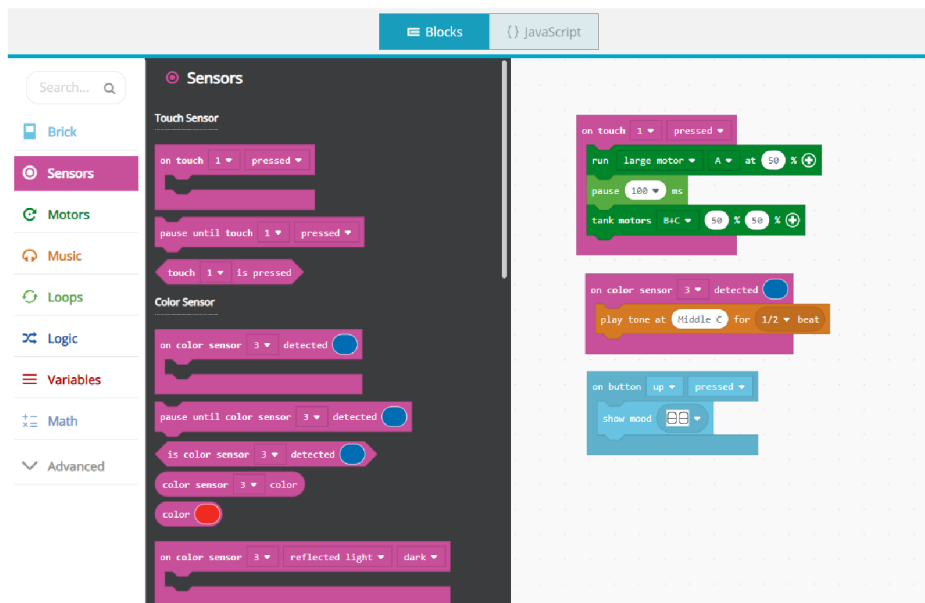 Blocks
{ } JavaScript
Search...
Brick
Sensors
Motors
Music
Loops
Logic
Variables
Math
Advanced
Sensors
Touch Sensor
on touch 1 pressed
pause until touch 1 pressed
touch 1 is pressed
Color Sensor
on color sensor 3 detected
pause until color sensor 3 detected
is color sensor 3 detected
color sensor 3 color
color
on color sensor 3 reflected light dark
on touch 1 pressed
run large motor A at 50 %
pause 100 ms
tank motors B+C 50 % 50 %
on color sensor 3 detected
play tone at Middle C for 1/2 beat
on button up pressed
show mood